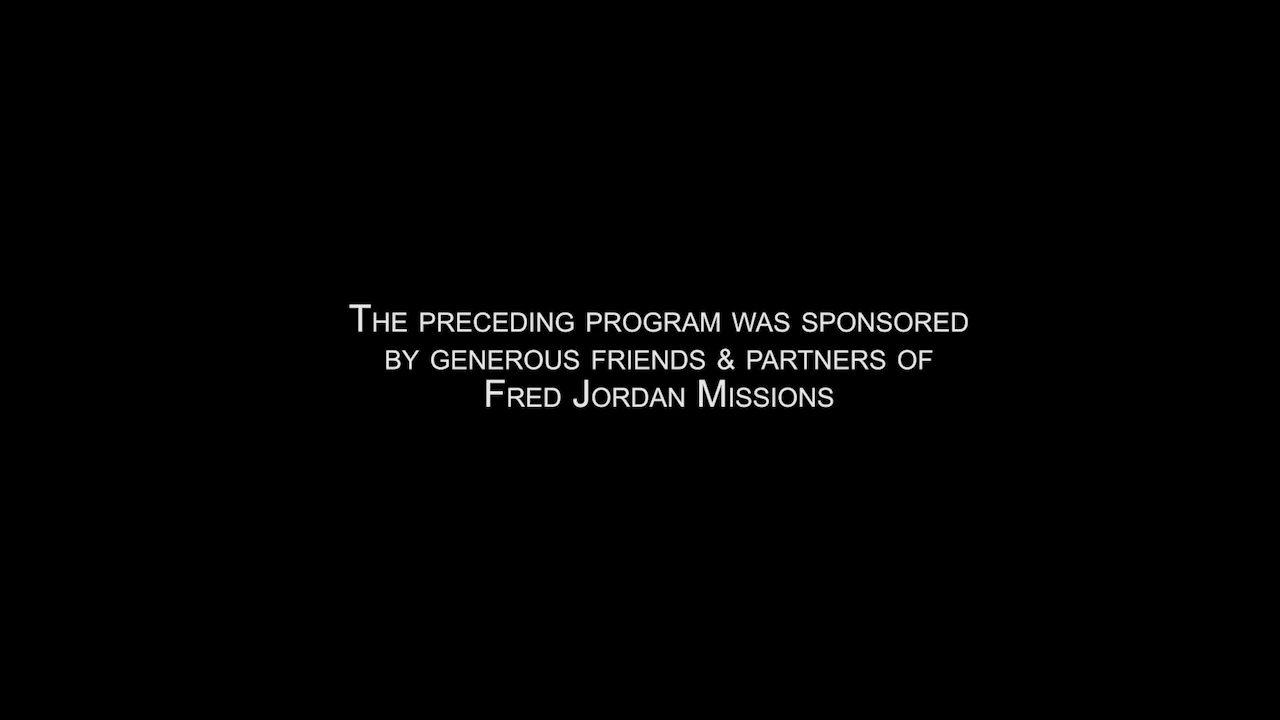 The preceding program was sponsored
by generous friends & partners of
Fred Jordan Missions